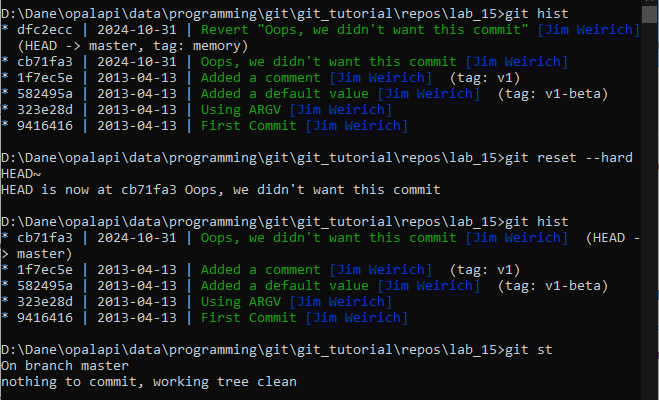 D:\Dane\opalapi\data\programming\git\git_tutorial\repos\lab_15>git hist
* dfc2ecc | 2024-10-31 | Revert "Oops, we didn't want this commit" [Jim Weirich]
(HEAD -> master, tag: memory)
* cb71fa3 | 2024-10-31 | Oops, we didn't want this commit [Jim Weirich]
* 1f7ec5e | 2013-04-13 | Added a comment [Jim Weirich]  (tag: v1)
* 582495a | 2013-04-13 | Added a default value [Jim Weirich]  (tag: v1-beta)
* 323e28d | 2013-04-13 | Using ARGV [Jim Weirich]
* 9416416 | 2013-04-13 | First Commit [Jim Weirich]
D:\Dane\opalapi\data\programming\git\git_tutorial\repos\lab_15>git reset --hard
HEAD~
HEAD is now at cb71fa3 Oops, we didn't want this commit
D:\Dane\opalapi\data\programming\git\git_tutorial\repos\lab_15>git hist
* cb71fa3 | 2024-10-31 | Oops, we didn't want this commit [Jim Weirich]  (HEAD -
> master)
* 1f7ec5e | 2013-04-13 | Added a comment [Jim Weirich]  (tag: v1)
* 582495a | 2013-04-13 | Added a default value [Jim Weirich]  (tag: v1-beta)
* 323e28d | 2013-04-13 | Using ARGV [Jim Weirich]
* 9416416 | 2013-04-13 | First Commit [Jim Weirich]
D:\Dane\opalapi\data\programming\git\git_tutorial\repos\lab_15>git st
On branch master
nothing to commit, working tree clean